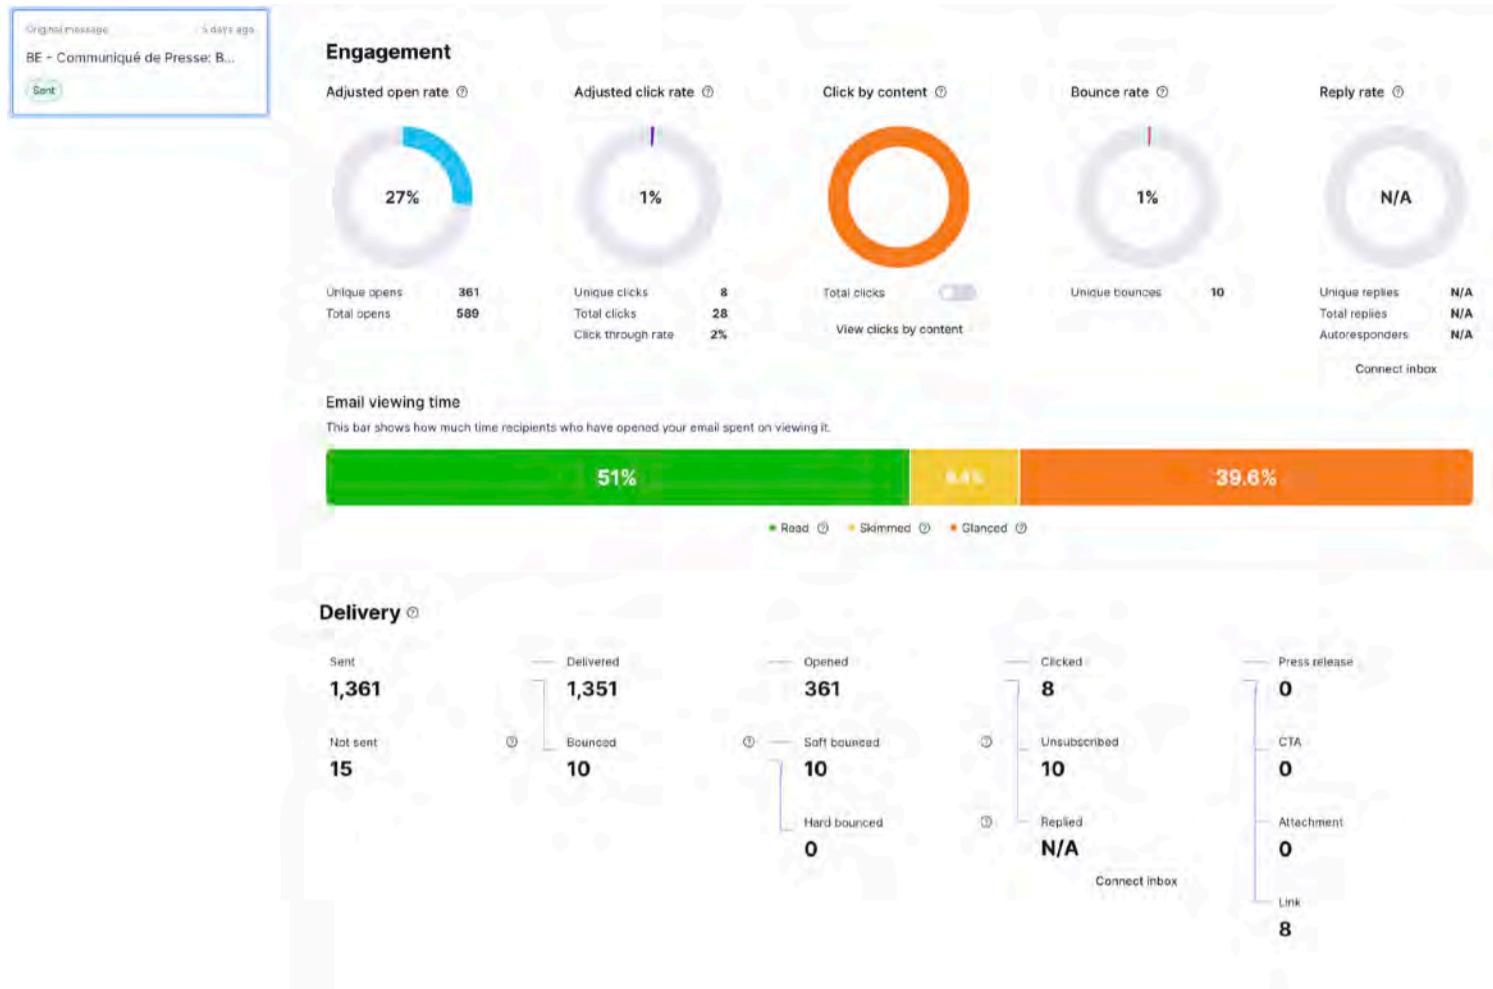 Original message 5 days ago
BE - Communiqué de Presse: B...
Sent
Engagement
Adjusted open rate Adjusted click rate Click by content Bounce rate Reply rate
27% 1% 1% N/A
Unique opens 361 Unique clicks 8 Total clicks Unique bounces 10 Unique replies N/A
Total opens 589 Total clicks 28 View clicks by content Total replies N/A
Click through rate 2% Autoresponders N/A
Connect inbox
Email viewing time
This bar shows how much time recipients who have opened your email spent on viewing it.
51% 39.6%
Read Skimmed Glanced
Delivery
Sent Delivered Opened Clicked Press release
1,361 1,351 361 8 0
Not sent Bounced Soft bounced Unsubscribed CTA
15 10 10 10 0
Hard bounced Replied Attachment
0 N/A 0
Connect inbox
Link
8